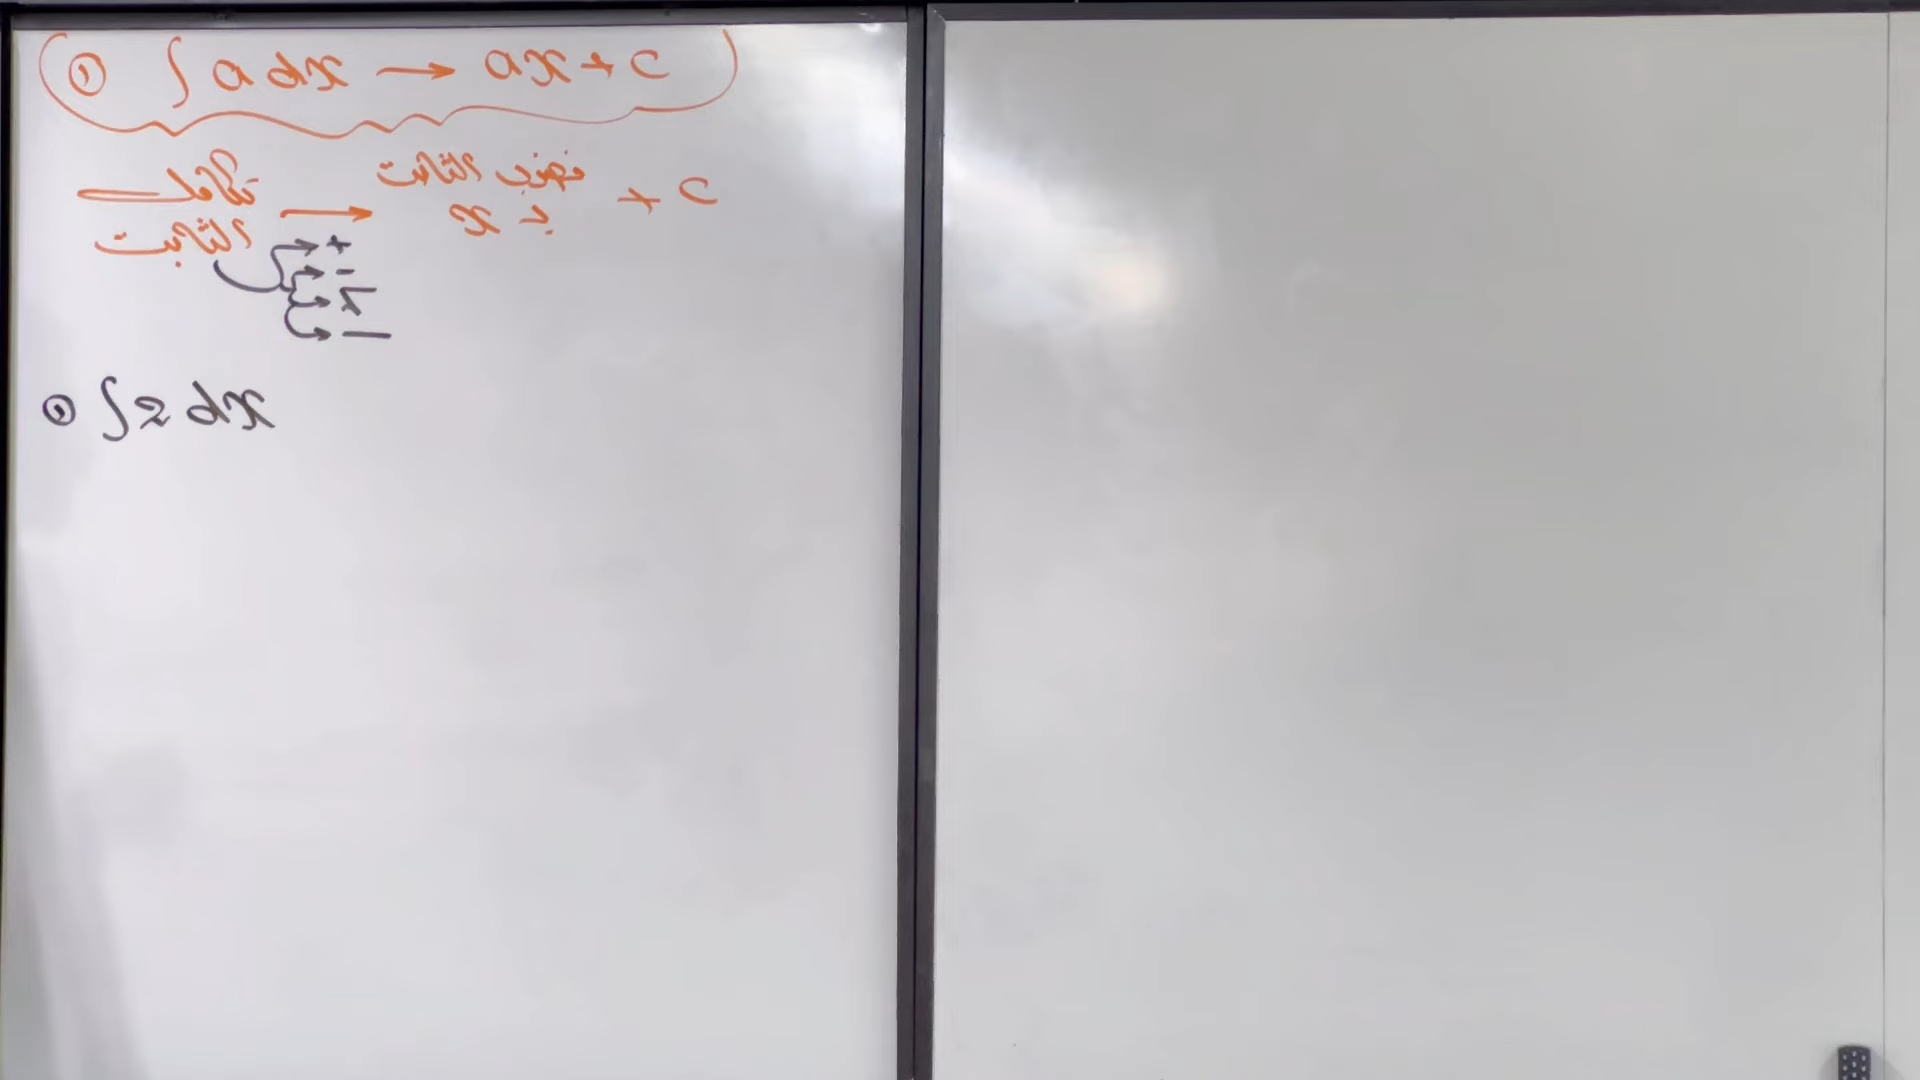 ① ∫ a dx → ax + c
تكامل الثابت → نضرب الثابت بـ x + c
→ +
→ -
→ √
→ —
① ∫ 2 dx